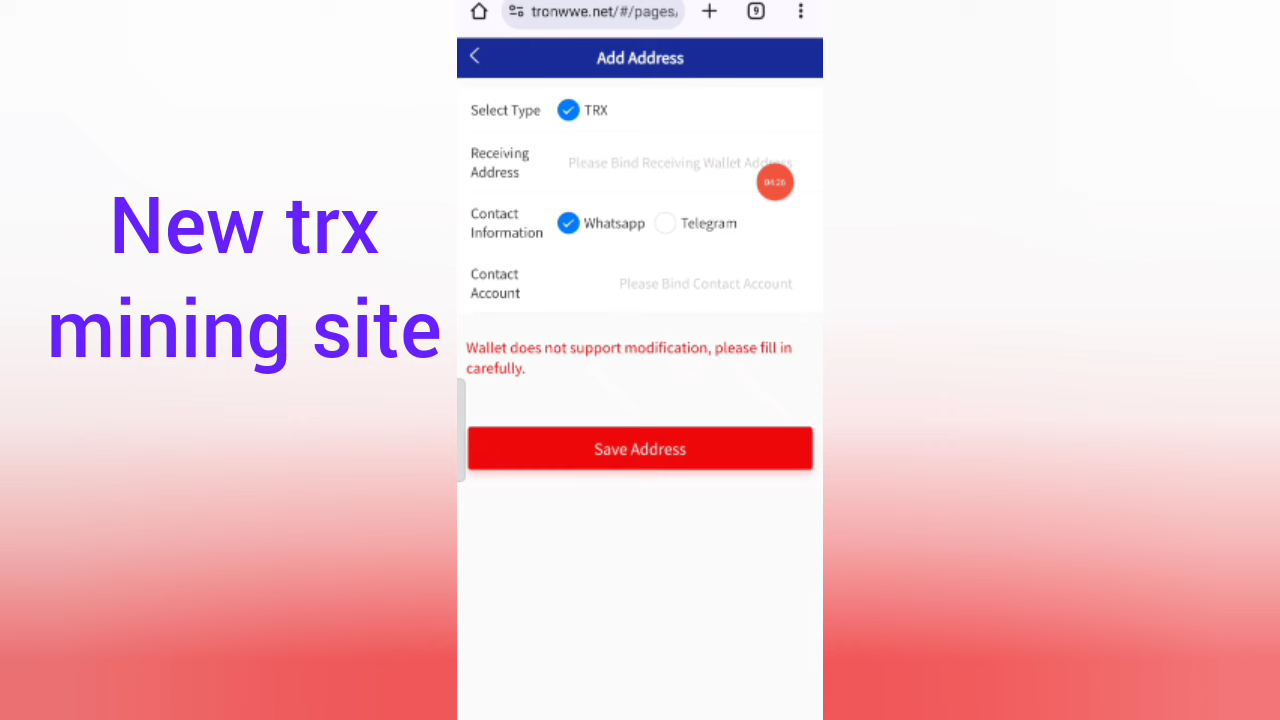 9
tronwwe.net/#/pages/
Add Address
Select Type TRX
Receiving
Address
Please Bind Receiving Wallet Address
04:26
Contact
Information
Whatsapp Telegram
Contact
Account
Please Bind Contact Account
Wallet does not support modification, please fill in
carefully.
Save Address
New trx
mining site